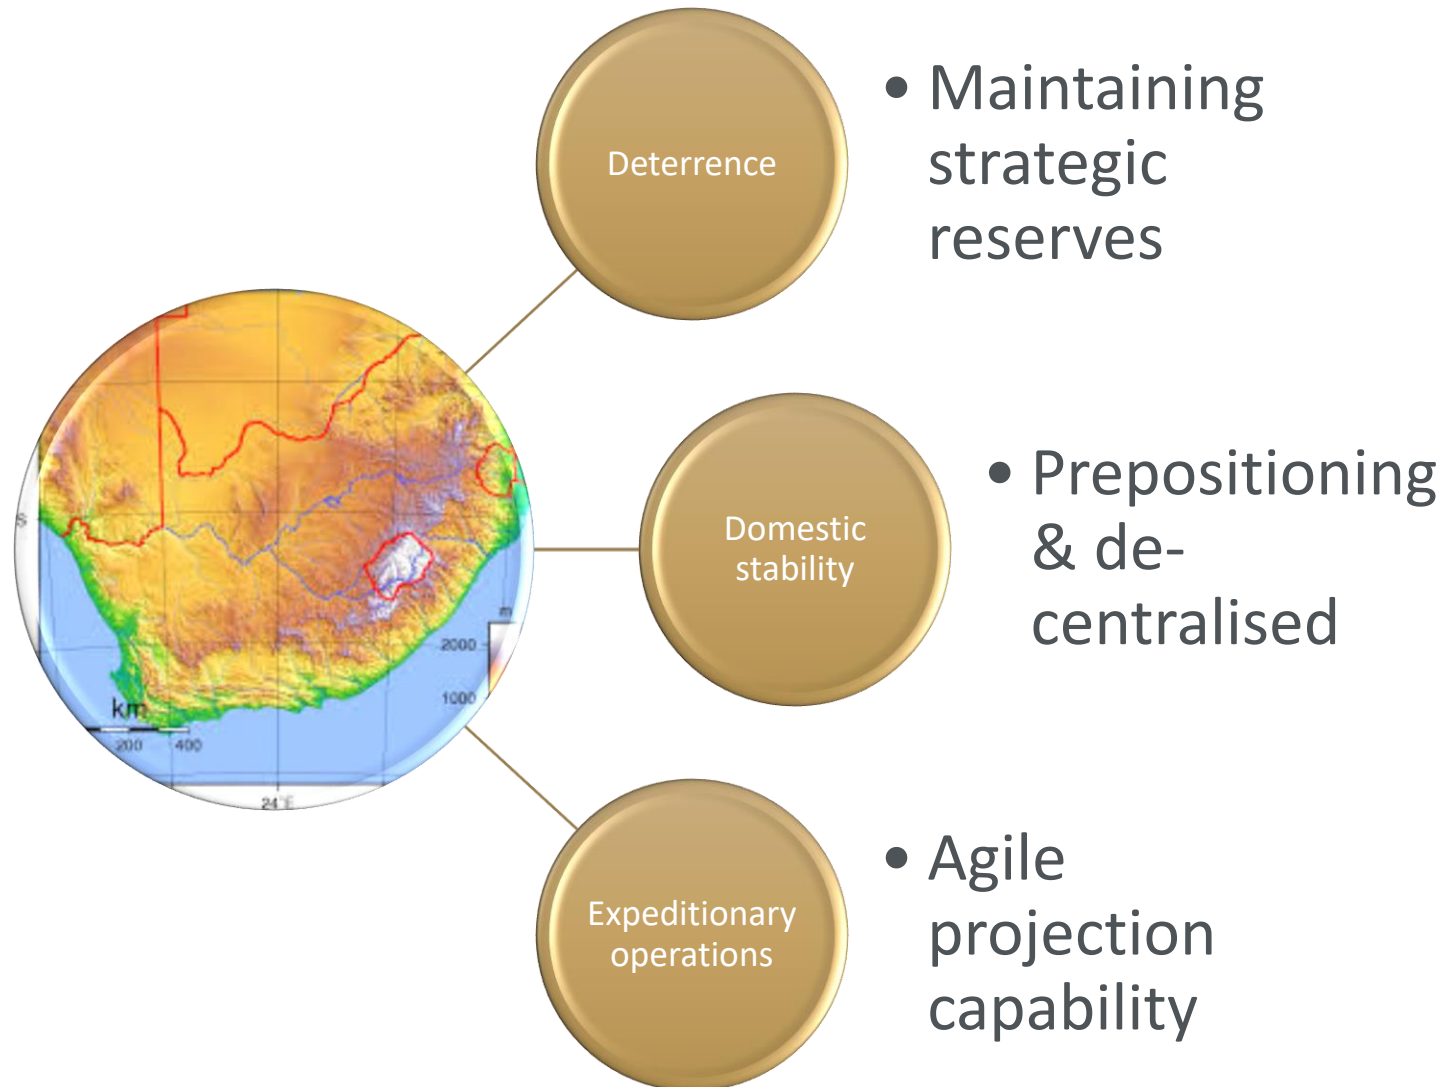 Deterrence
• Maintaining
strategic
reserves
Domestic
stability
• Prepositioning
& de-
centralised
Expeditionary
operations
• Agile
projection
capability
S
m
2000
1000
km
200 400
24°E